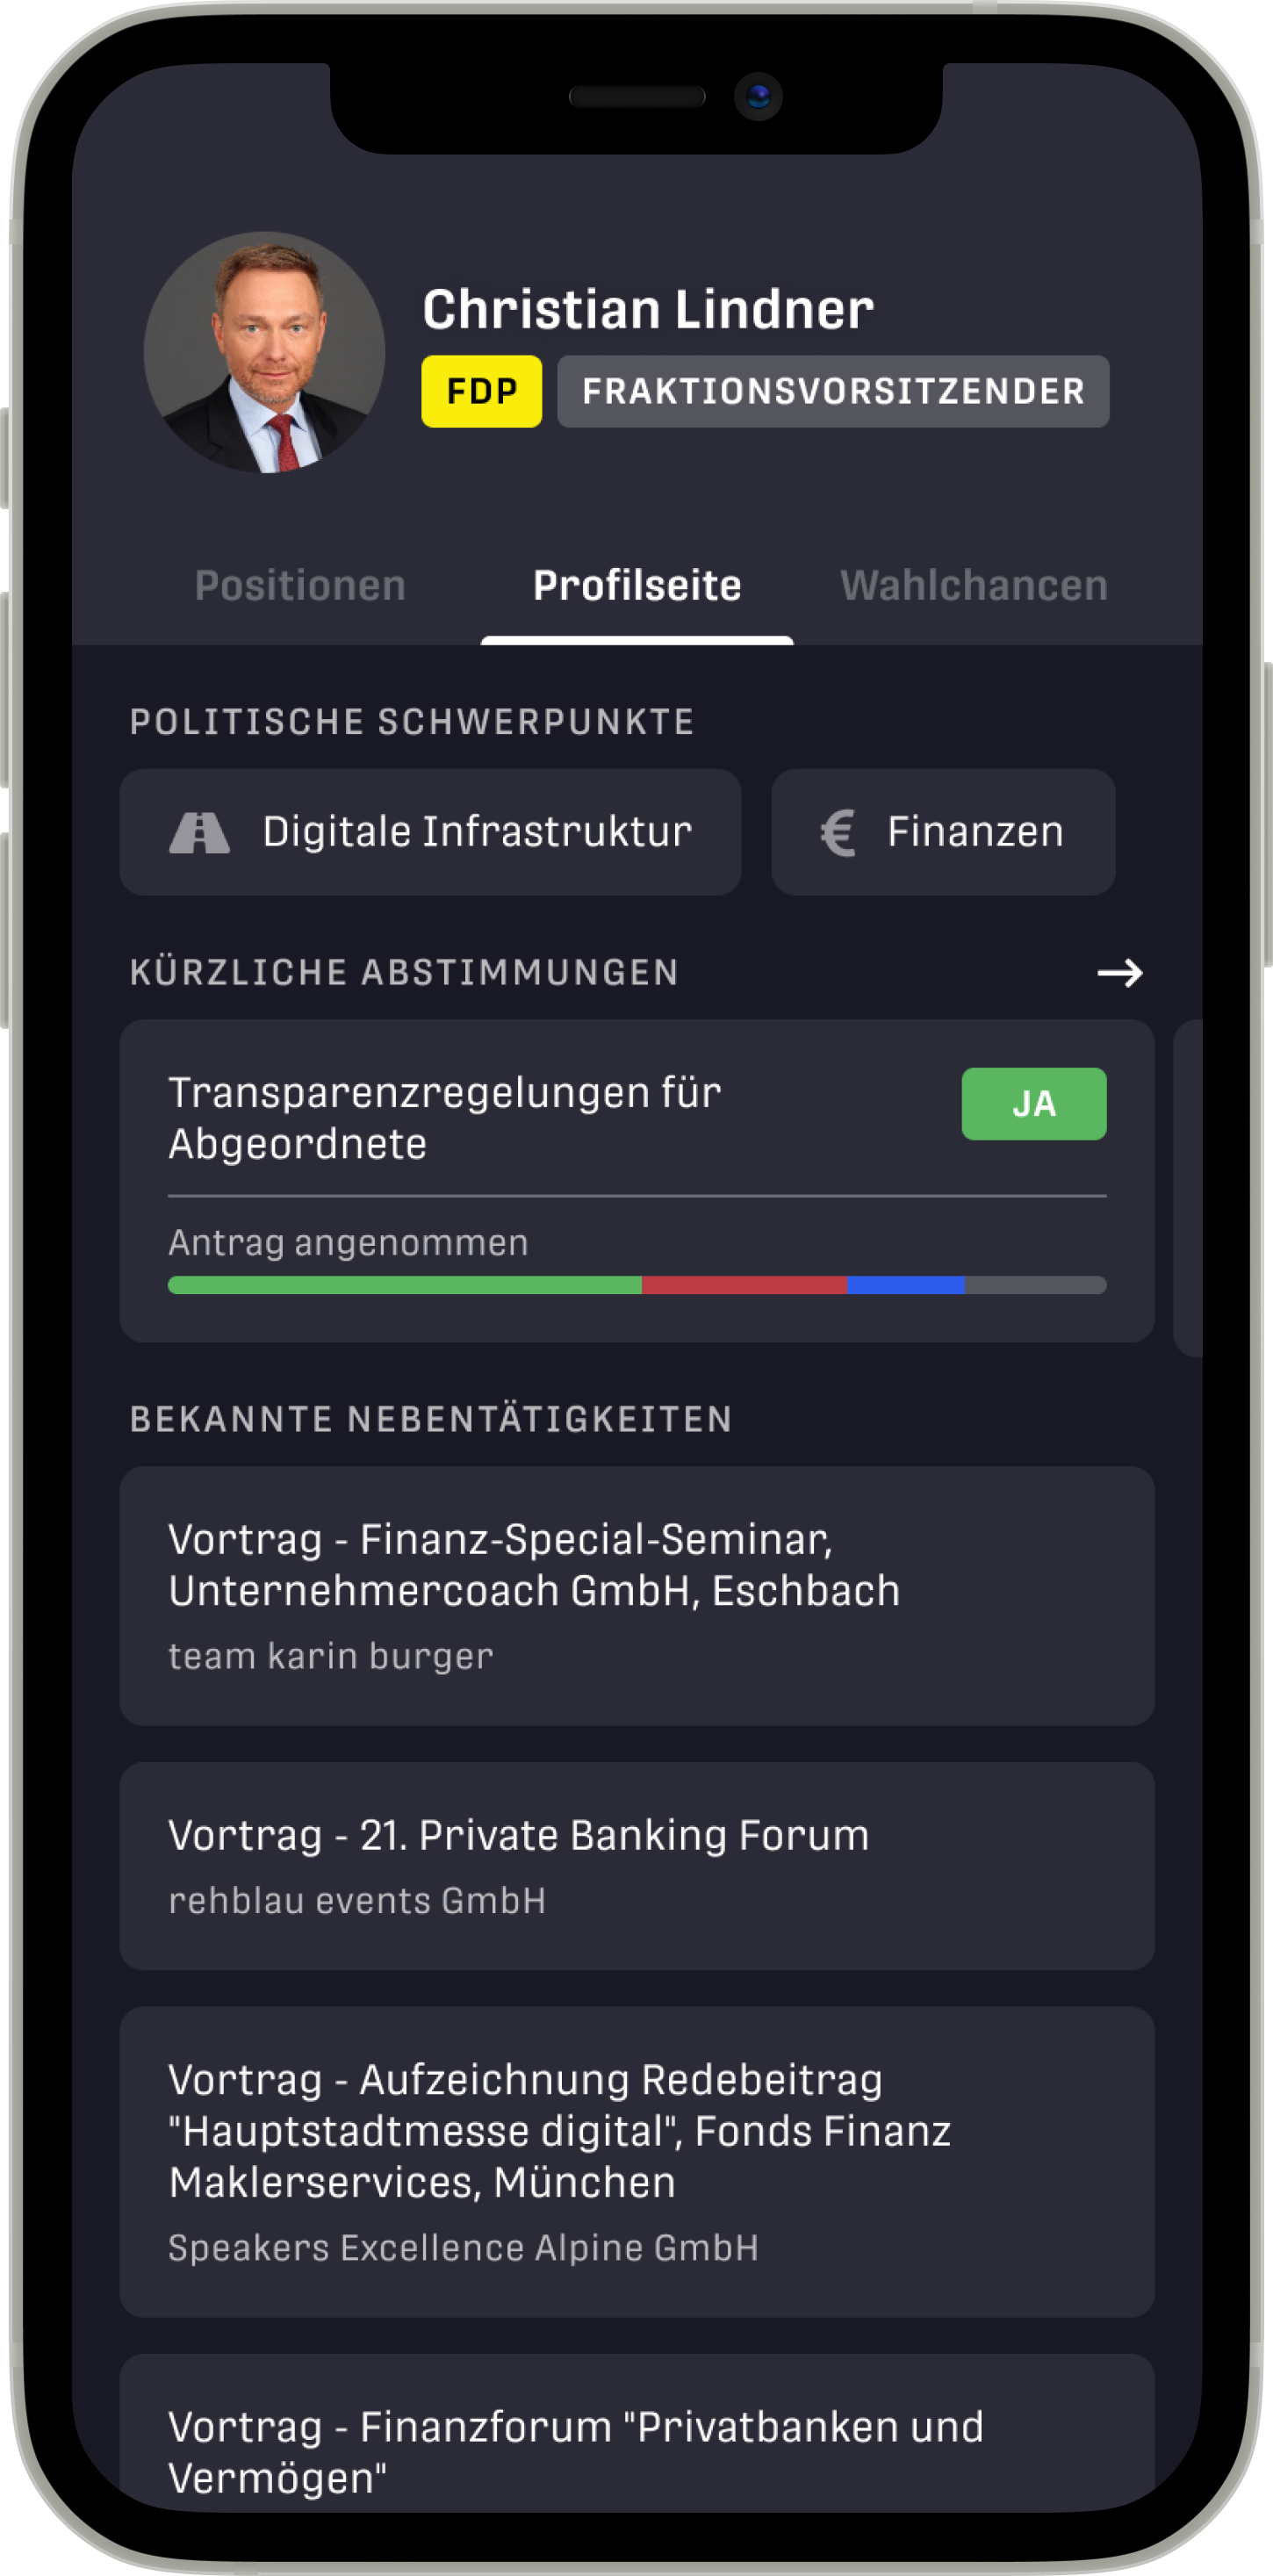 Christian Lindner
FDP
FRAKTIONSVORSITZENDER
Positionen
Profilseite
Wahlchancen
POLITISCHE SCHWERPUNKTE
Digitale Infrastruktur
€ Finanzen
KÜRZLICHE ABSTIMMUNGEN
Transparenzregelungen für
Abgeordnete
JA
Antrag angenommen
BEKANNTE NEBENTÄTIGKEITEN
Vortrag - Finanz-Special-Seminar,
Unternehmercoach GmbH, Eschbach
team karin burger
Vortrag - 21. Private Banking Forum
rehblau events GmbH
Vortrag - Aufzeichnung Redebeitrag
"Hauptstadtmesse digital", Fonds Finanz
Maklerservices, München
Speakers Excellence Alpine GmbH
Vortrag - Finanzforum "Privatbanken und
Vermögen"